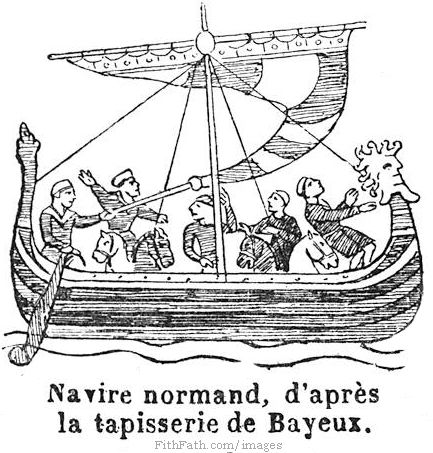 Navire normand, d'après
la tapisserie de Bayeux.
FithFath.com/images